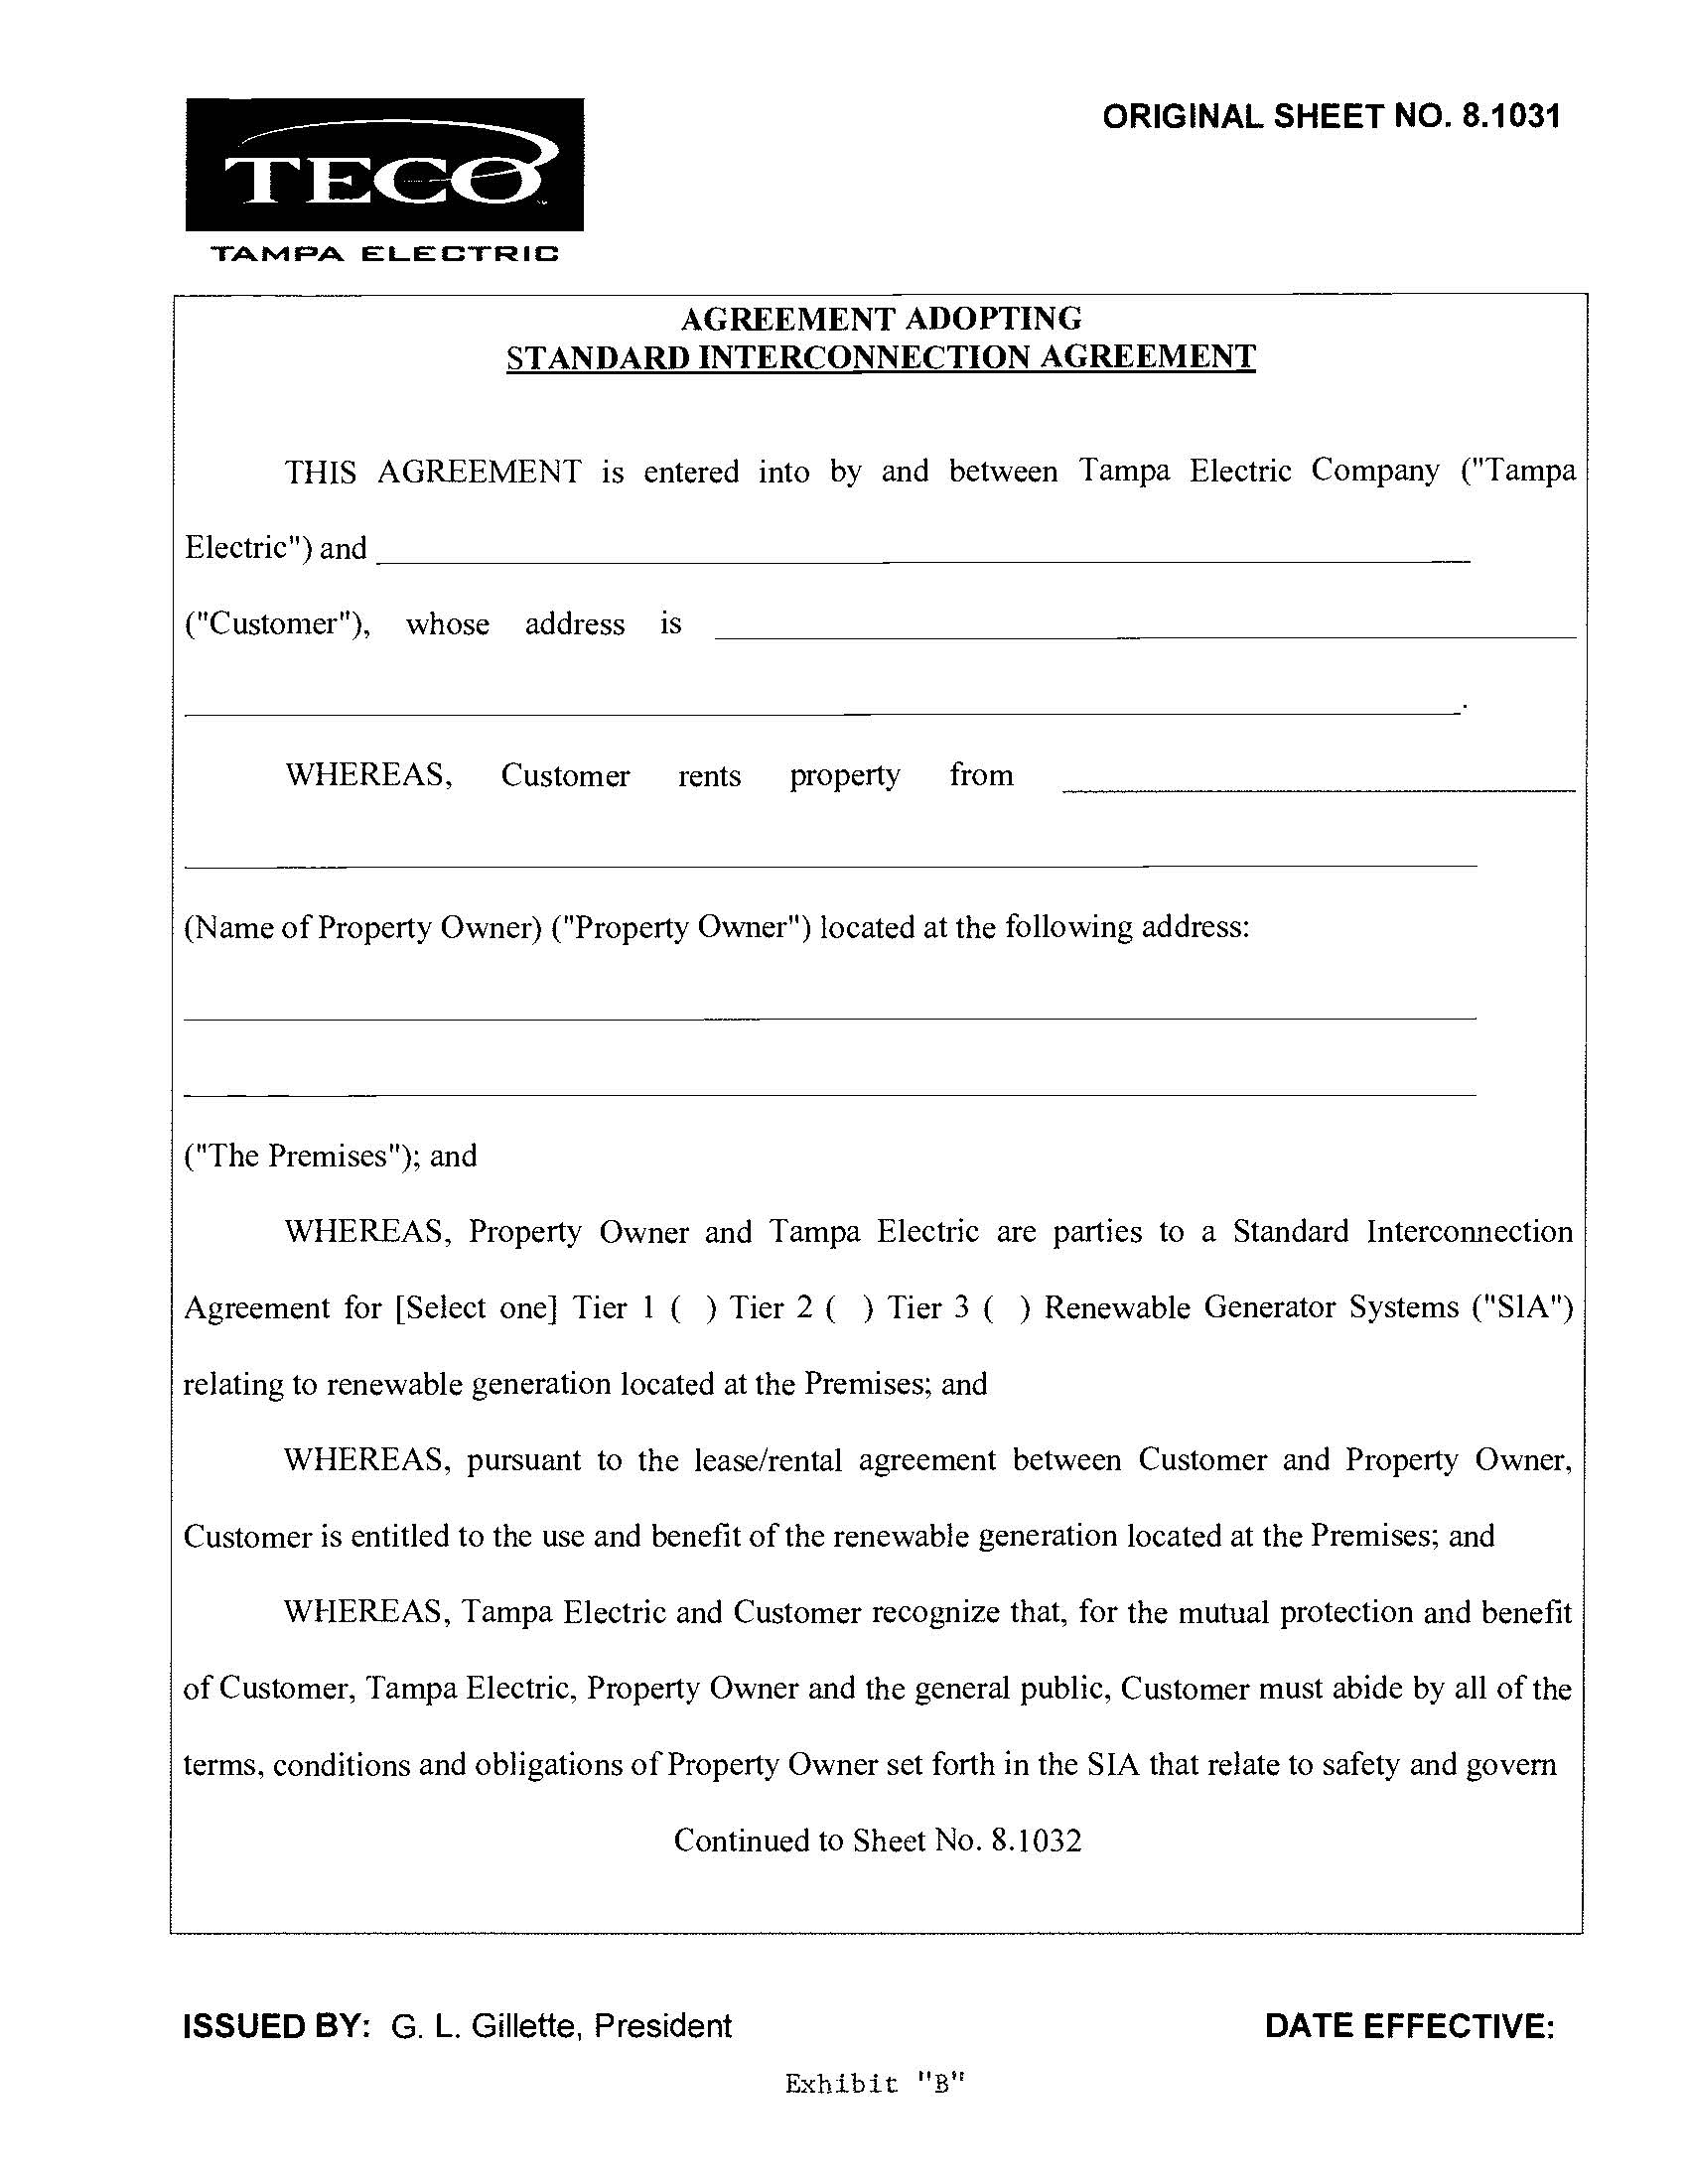 ORIGINAL SHEET NO. 8.1031
TECO
TAMPA ELECTRIC
AGREEMENT ADOPTING
STANDARD INTERCONNECTION AGREEMENT
THIS AGREEMENT is entered into by and between Tampa Electric Company ("Tampa
Electric") and
("Customer"), whose address is
.
WHEREAS, Customer rents property from
(Name of Property Owner) ("Property Owner") located at the following address:
("The Premises"); and
WHEREAS, Property Owner and Tampa Electric are parties to a Standard Interconnection
Agreement for [Select one] Tier 1 ( ) Tier 2 ( ) Tier 3 ( ) Renewable Generator Systems ("SIA")
relating to renewable generation located at the Premises; and
WHEREAS, pursuant to the lease/rental agreement between Customer and Property Owner,
Customer is entitled to the use and benefit of the renewable generation located at the Premises; and
WHEREAS, Tampa Electric and Customer recognize that, for the mutual protection and benefit
of Customer, Tampa Electric, Property Owner and the general public, Customer must abide by all of the
terms, conditions and obligations of Property Owner set forth in the SIA that relate to safety and govern
Continued to Sheet No. 8.1032
ISSUED BY: G. L. Gillette, President
DATE EFFECTIVE:
Exhibit "B"